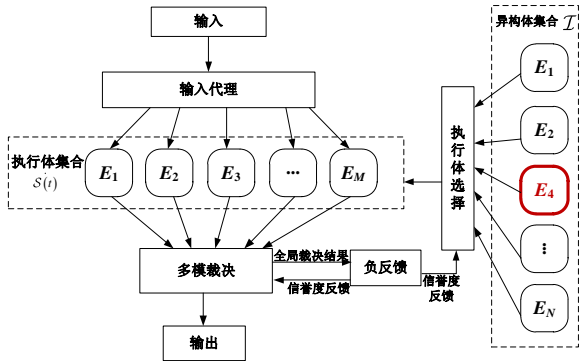 输入
输入代理
执行体集合
S(t)
E1
E2
E3
...
EM
多模裁决
输出
全局裁决结果
信誉度反馈
负反馈
信誉度
反馈
执行体选择
异构体集合 I
E1
E2
E4
⋮
EN